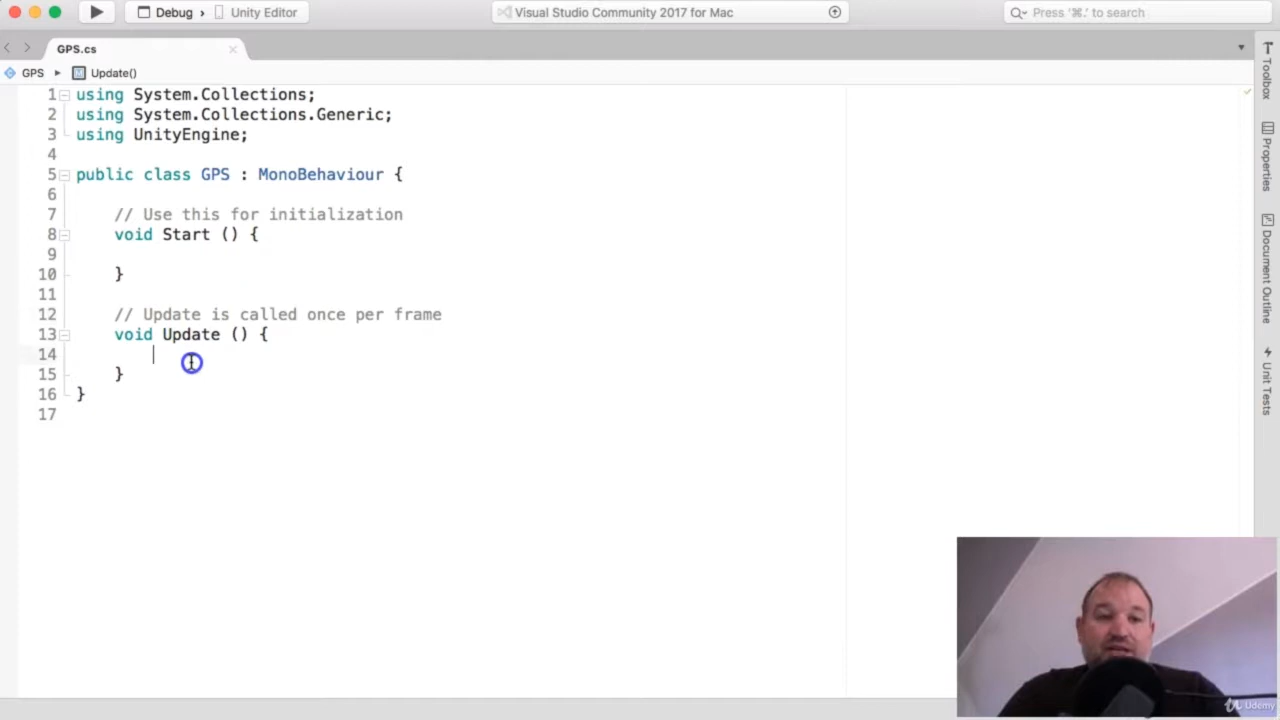 Debug › Unity Editor
Visual Studio Community 2017 for Mac
Press '⌘.' to search
GPS.cs
GPS ▸ Update()
1 using System.Collections;
2 using System.Collections.Generic;
3 using UnityEngine;
4
5 public class GPS : MonoBehaviour {
6
7 // Use this for initialization
8 void Start () {
9
10 }
11
12 // Update is called once per frame
13 void Update () {
14
15 }
16 }
17
Toolbox
Properties
Document Outline
Unit Tests
Udemy